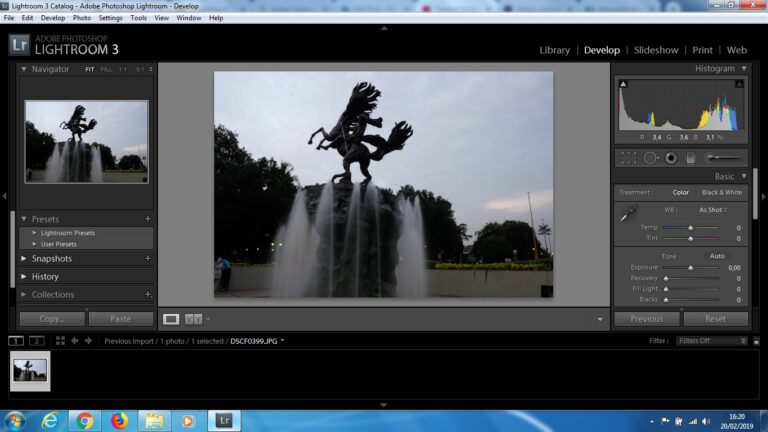 Lightroom 3 Catalog - Adobe Photoshop Lightroom - Develop
File Edit Develop Photo Settings Tools View Window Help
Lr ADOBE PHOTOSHOP
LIGHTROOM 3
Library | Develop | Slideshow | Print | Web
Navigator FIT FILL 1:1 3:1
Histogram
R 3,4 G 3,6 B 3,1 %
Basic
Treatment : Color Black & White
WB : As Shot
Temp 0
Tint 0
Presets
Lightroom Presets
User Presets
Snapshots
History
Collections
Tone Auto
Exposure 0,00
Recovery 0
Fill Light 0
Blacks 0
Copy... Paste
Y Y
Previous Reset
1 2 Previous Import / 1 photo / 1 selected / DSCF0399.JPG
Filter : Filters Off
Lr
16:20
20/02/2019